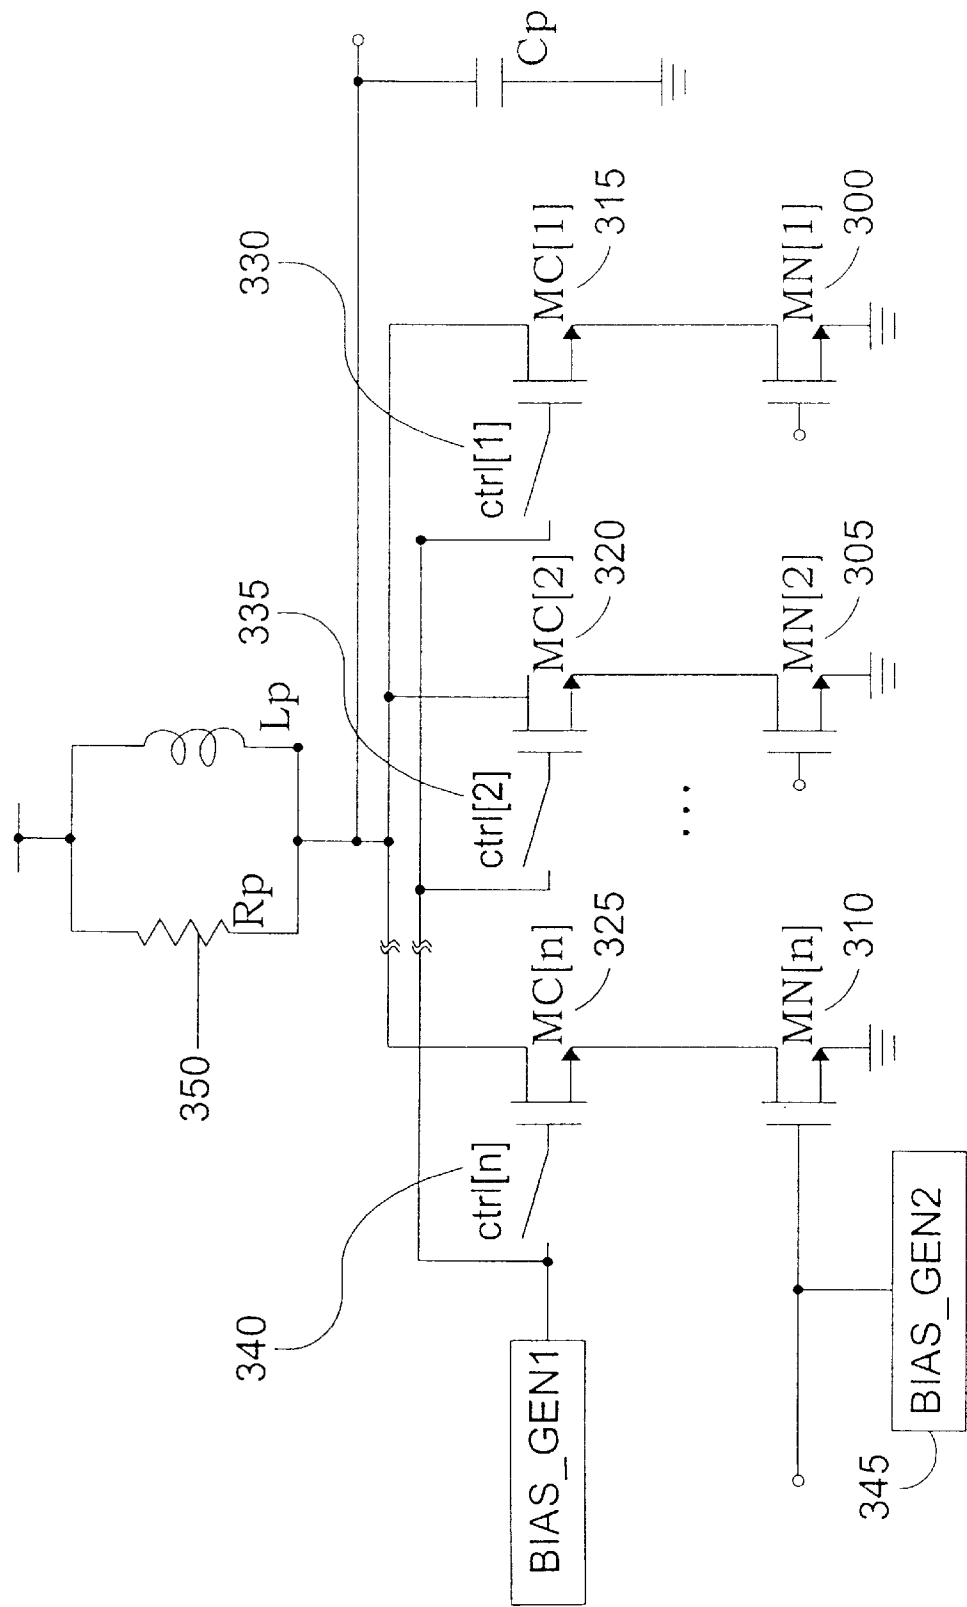 350
Rp
Lp
335
330
Cp
340
ctrl[n]
MC[n]
325
ctrl[2]
MC[2]
320
ctrl[1]
MC[1]
315
BIAS_GEN1
...
MN[n]
310
MN[2]
305
MN[1]
300
345
BIAS_GEN2